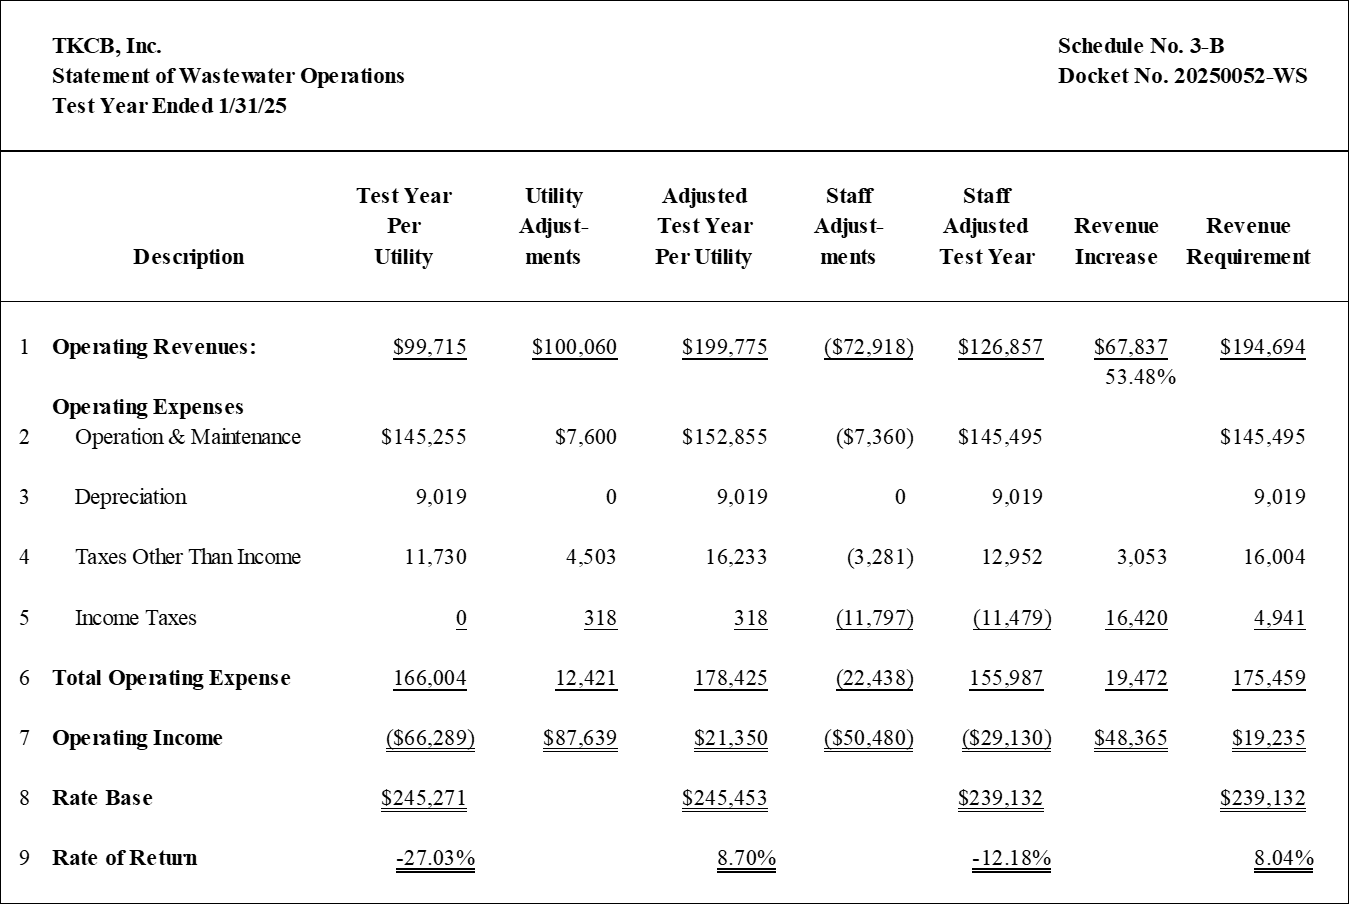 TKCB, Inc. Schedule No. 3-B
Statement of Wastewater Operations Docket No. 20250052-WS
Test Year Ended 1/31/25
Test Year Utility Adjusted Staff Staff
Per Adjust- Test Year Adjust- Adjusted Revenue Revenue
Description Utility ments Per Utility ments Test Year Increase Requirement
1 Operating Revenues: $99,715 $100,060 $199,775 ($72,918) $126,857 $67,837 $194,694
53.48%
Operating Expenses
2 Operation & Maintenance $145,255 $7,600 $152,855 ($7,360) $145,495 $145,495
3 Depreciation 9,019 0 9,019 0 9,019 9,019
4 Taxes Other Than Income 11,730 4,503 16,233 (3,281) 12,952 3,053 16,004
5 Income Taxes 0 318 318 (11,797) (11,479) 16,420 4,941
6 Total Operating Expense 166,004 12,421 178,425 (22,438) 155,987 19,472 175,459
7 Operating Income ($66,289) $87,639 $21,350 ($50,480) ($29,130) $48,365 $19,235
8 Rate Base $245,271 $245,453 $239,132 $239,132
9 Rate of Return -27.03% 8.70% -12.18% 8.04%